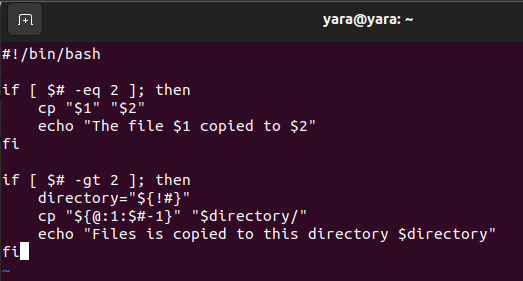 yara@yara: ~
#!/bin/bash
if [ $# -eq 2 ]; then
    cp "$1" "$2"
    echo "The file $1 copied to $2"
fi
if [ $# -gt 2 ]; then
    directory="${!#}"
    cp "${@:1:$#-1}" "$directory/"
    echo "Files is copied to this directory $directory"
fi
~